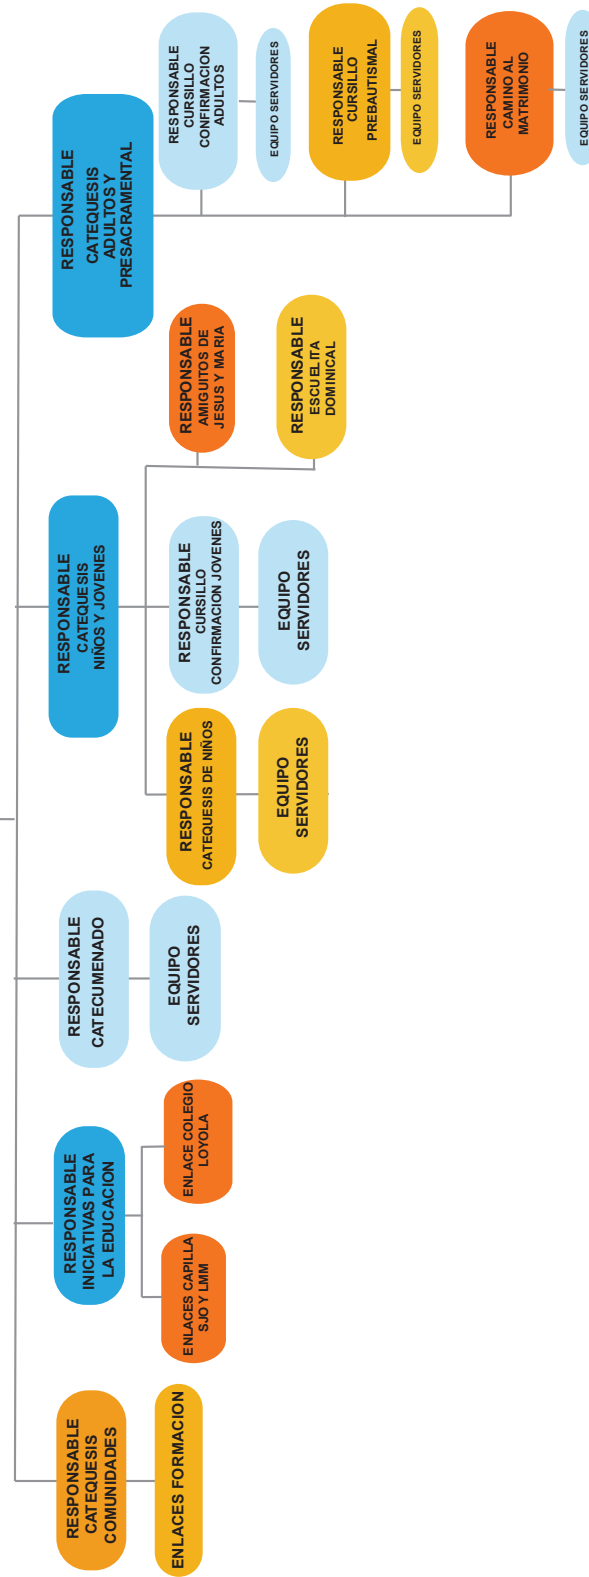 RESPONSABLE
CATEQUESIS
COMUNIDADES
ENLACES FORMACION
RESPONSABLE
INICIATIVAS PARA
LA EDUCACION
ENLACES CAPILLA
SJO Y LMM
ENLACE COLEGIO
LOYOLA
RESPONSABLE
CATECUMENADO
EQUIPO
SERVIDORES
RESPONSABLE
CATEQUESIS
NIÑOS Y JOVENES
RESPONSABLE
CATEQUESIS DE NIÑOS
EQUIPO
SERVIDORES
RESPONSABLE
CURSILLO
CONFIRMACION JOVENES
EQUIPO
SERVIDORES
RESPONSABLE
AMIGUITOS DE
JESUS Y MARIA
RESPONSABLE
ESCUELITA
DOMINICAL
RESPONSABLE
CATEQUESIS
ADULTOS Y
PRESACRAMENTAL
RESPONSABLE
CURSILLO
CONFIRMACION
ADULTOS
EQUIPO SERVIDORES
RESPONSABLE
CURSILLO
PREBAUTISMAL
EQUIPO SERVIDORES
RESPONSABLE
CAMINO AL
MATRIMONIO
EQUIPO SERVIDORES